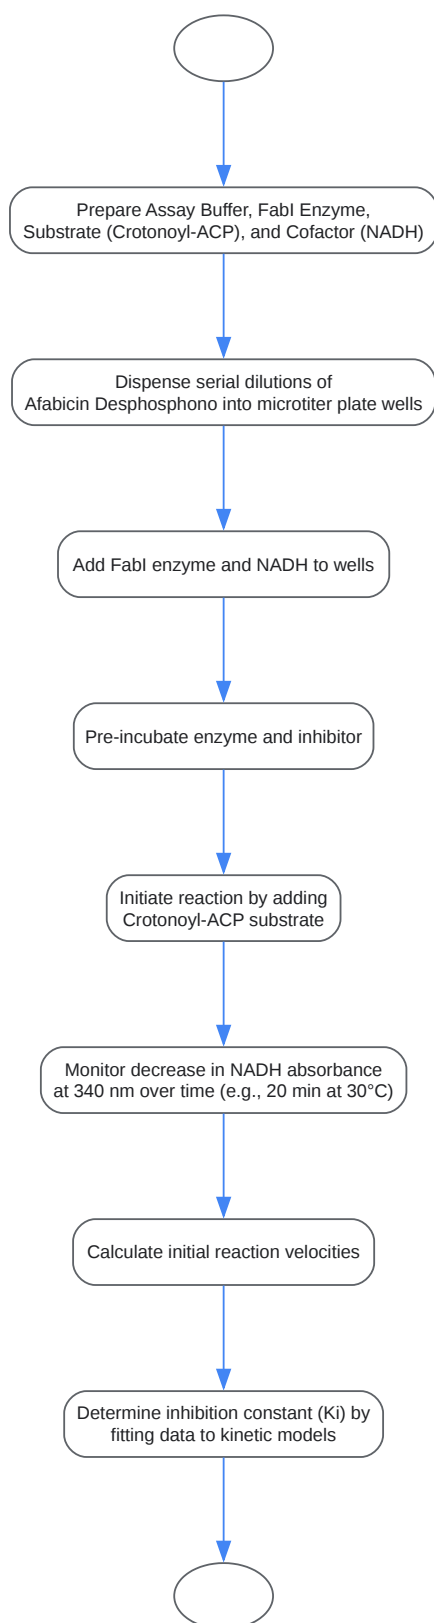 Prepare Assay Buffer, FabI Enzyme,
Substrate (Crotonoyl-ACP), and Cofactor (NADH)
Dispense serial dilutions of
Afabicin Desphosphono into microtiter plate wells
Add FabI enzyme and NADH to wells
Pre-incubate enzyme and inhibitor
Initiate reaction by adding
Crotonoyl-ACP substrate
Monitor decrease in NADH absorbance
at 340 nm over time (e.g., 20 min at 30°C)
Calculate initial reaction velocities
Determine inhibition constant (Ki) by
fitting data to kinetic models